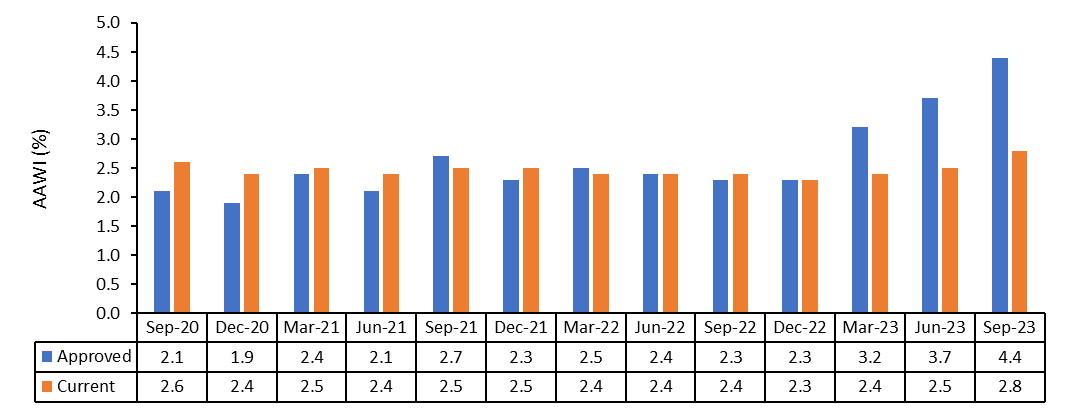 AAWI (%)
5.0
4.5
4.0
3.5
3.0
2.5
2.0
1.5
1.0
0.5
0.0
Sep-20 Dec-20 Mar-21 Jun-21 Sep-21 Dec-21 Mar-22 Jun-22 Sep-22 Dec-22 Mar-23 Jun-23 Sep-23
Approved 2.1 1.9 2.4 2.1 2.7 2.3 2.5 2.4 2.3 2.3 3.2 3.7 4.4
Current 2.6 2.4 2.5 2.4 2.5 2.5 2.4 2.4 2.4 2.3 2.4 2.5 2.8